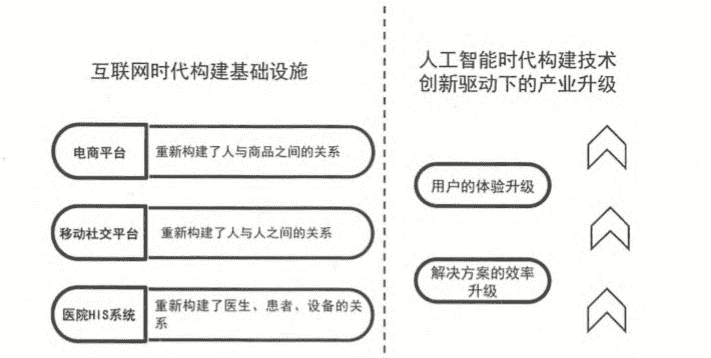 互联网时代构建基础设施
电商平台
重新构建了人与商品之间的关系
移动社交平台
重新构建了人与人之间的关系
医院HIS系统
重新构建了医生、患者、设备的关
系
人工智能时代构建技术
创新驱动下的产业升级
用户的体验升级
解决方案的效率
升级